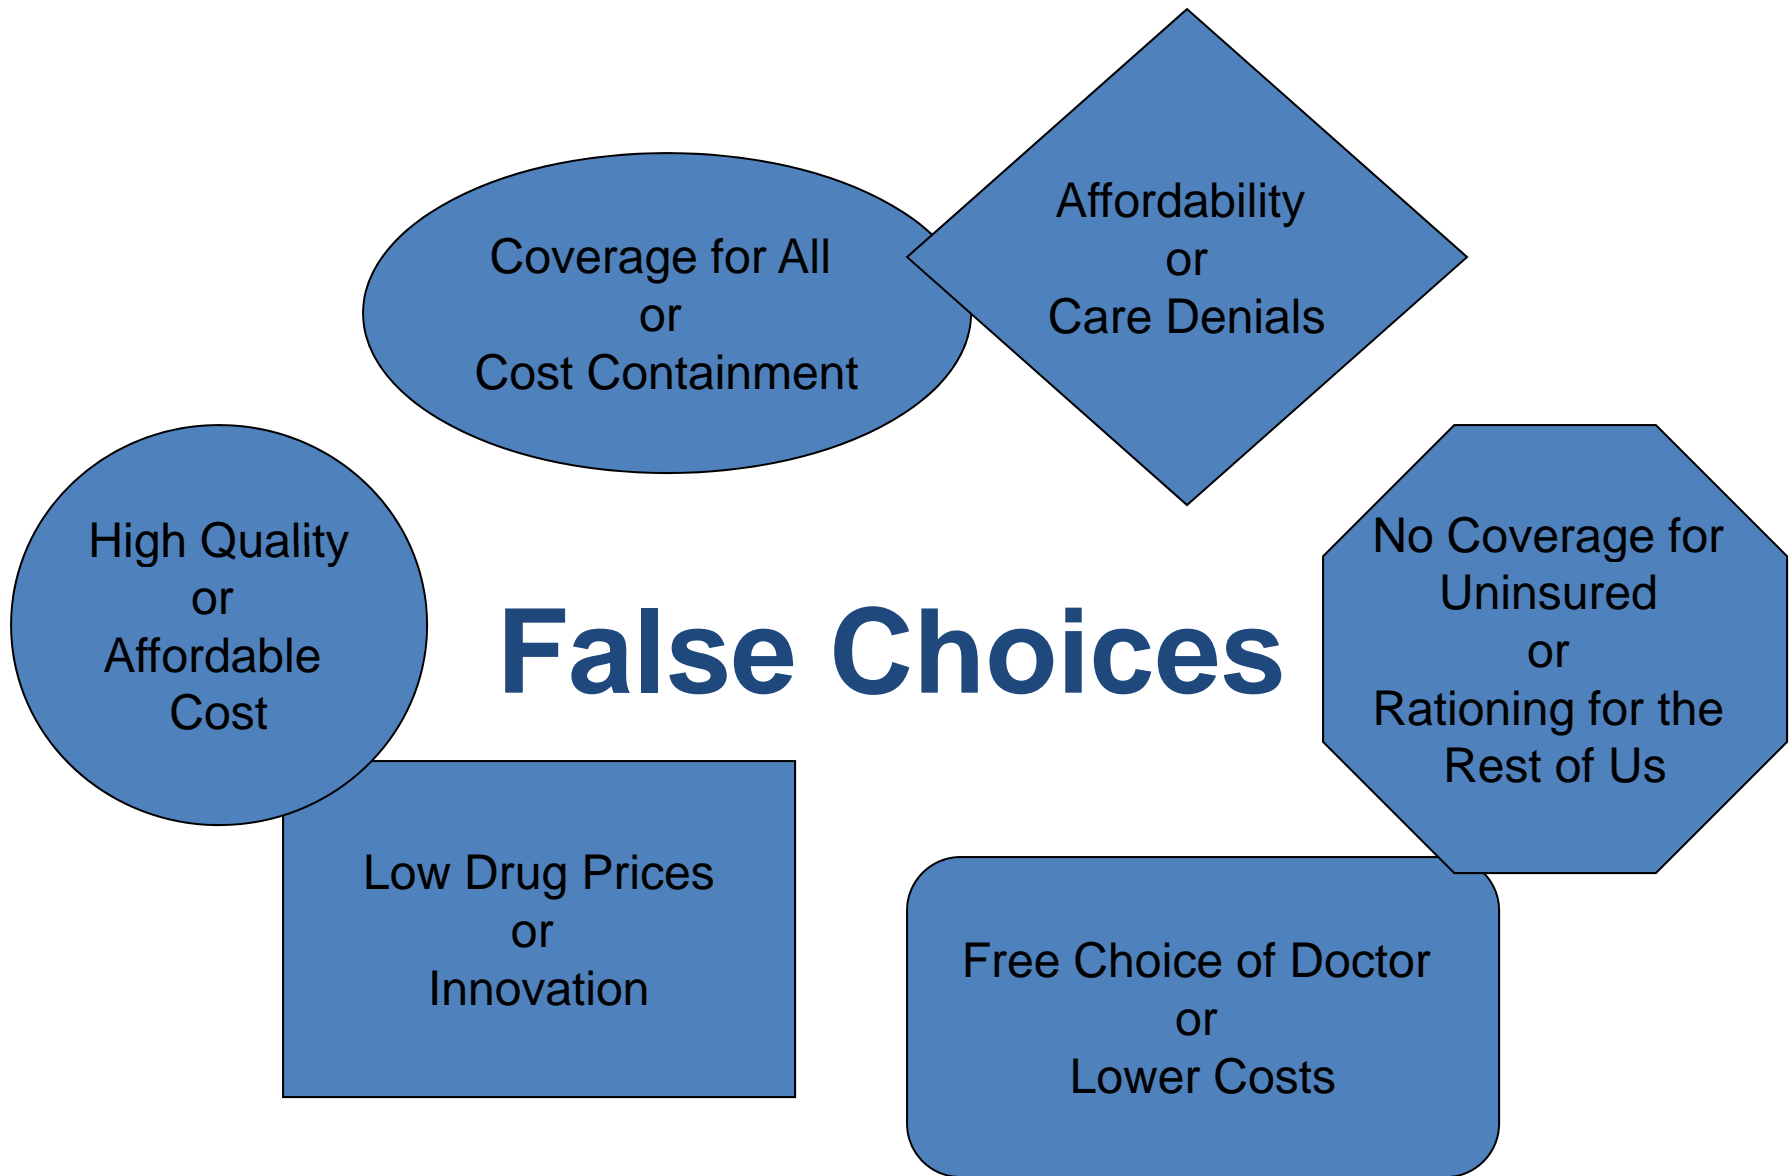 Affordability
or
Care Denials
Coverage for All
or
Cost Containment
High Quality
or
Affordable
Cost
False Choices
No Coverage for
Uninsured
or
Rationing for the
Rest of Us
Low Drug Prices
or
Innovation
Free Choice of Doctor
or
Lower Costs